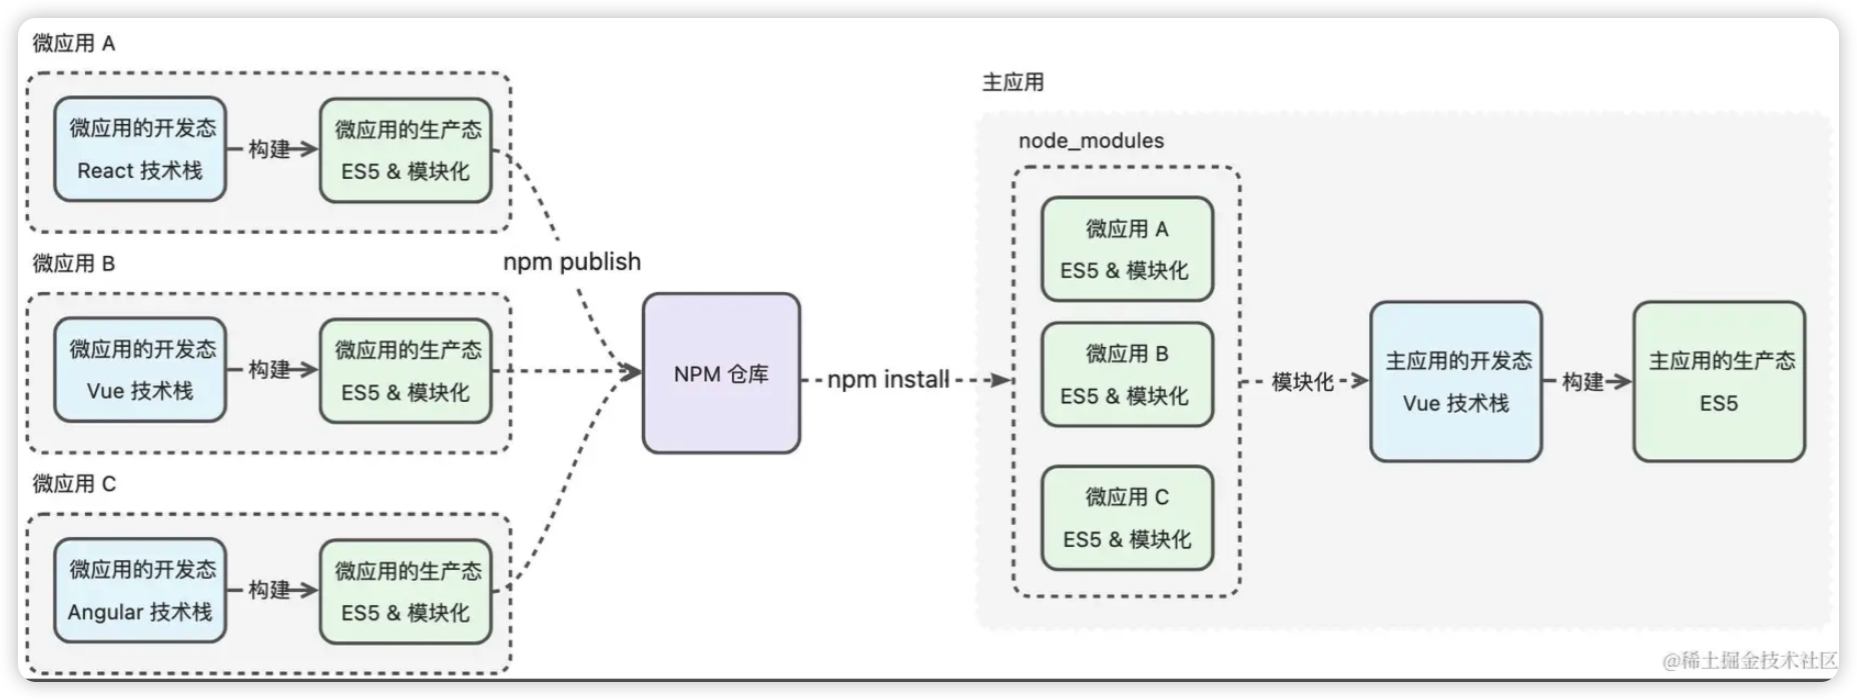 微应用 A
微应用的开发态
React 技术栈
构建
微应用的生产态
ES5 & 模块化
微应用 B
微应用的开发态
Vue 技术栈
构建
微应用的生产态
ES5 & 模块化
微应用 C
微应用的开发态
Angular 技术栈
构建
微应用的生产态
ES5 & 模块化
npm publish
NPM 仓库
npm install
主应用
node_modules
微应用 A
ES5 & 模块化
微应用 B
ES5 & 模块化
微应用 C
ES5 & 模块化
模块化
主应用的开发态
Vue 技术栈
构建
主应用的生产态
ES5
@稀土掘金技术社区